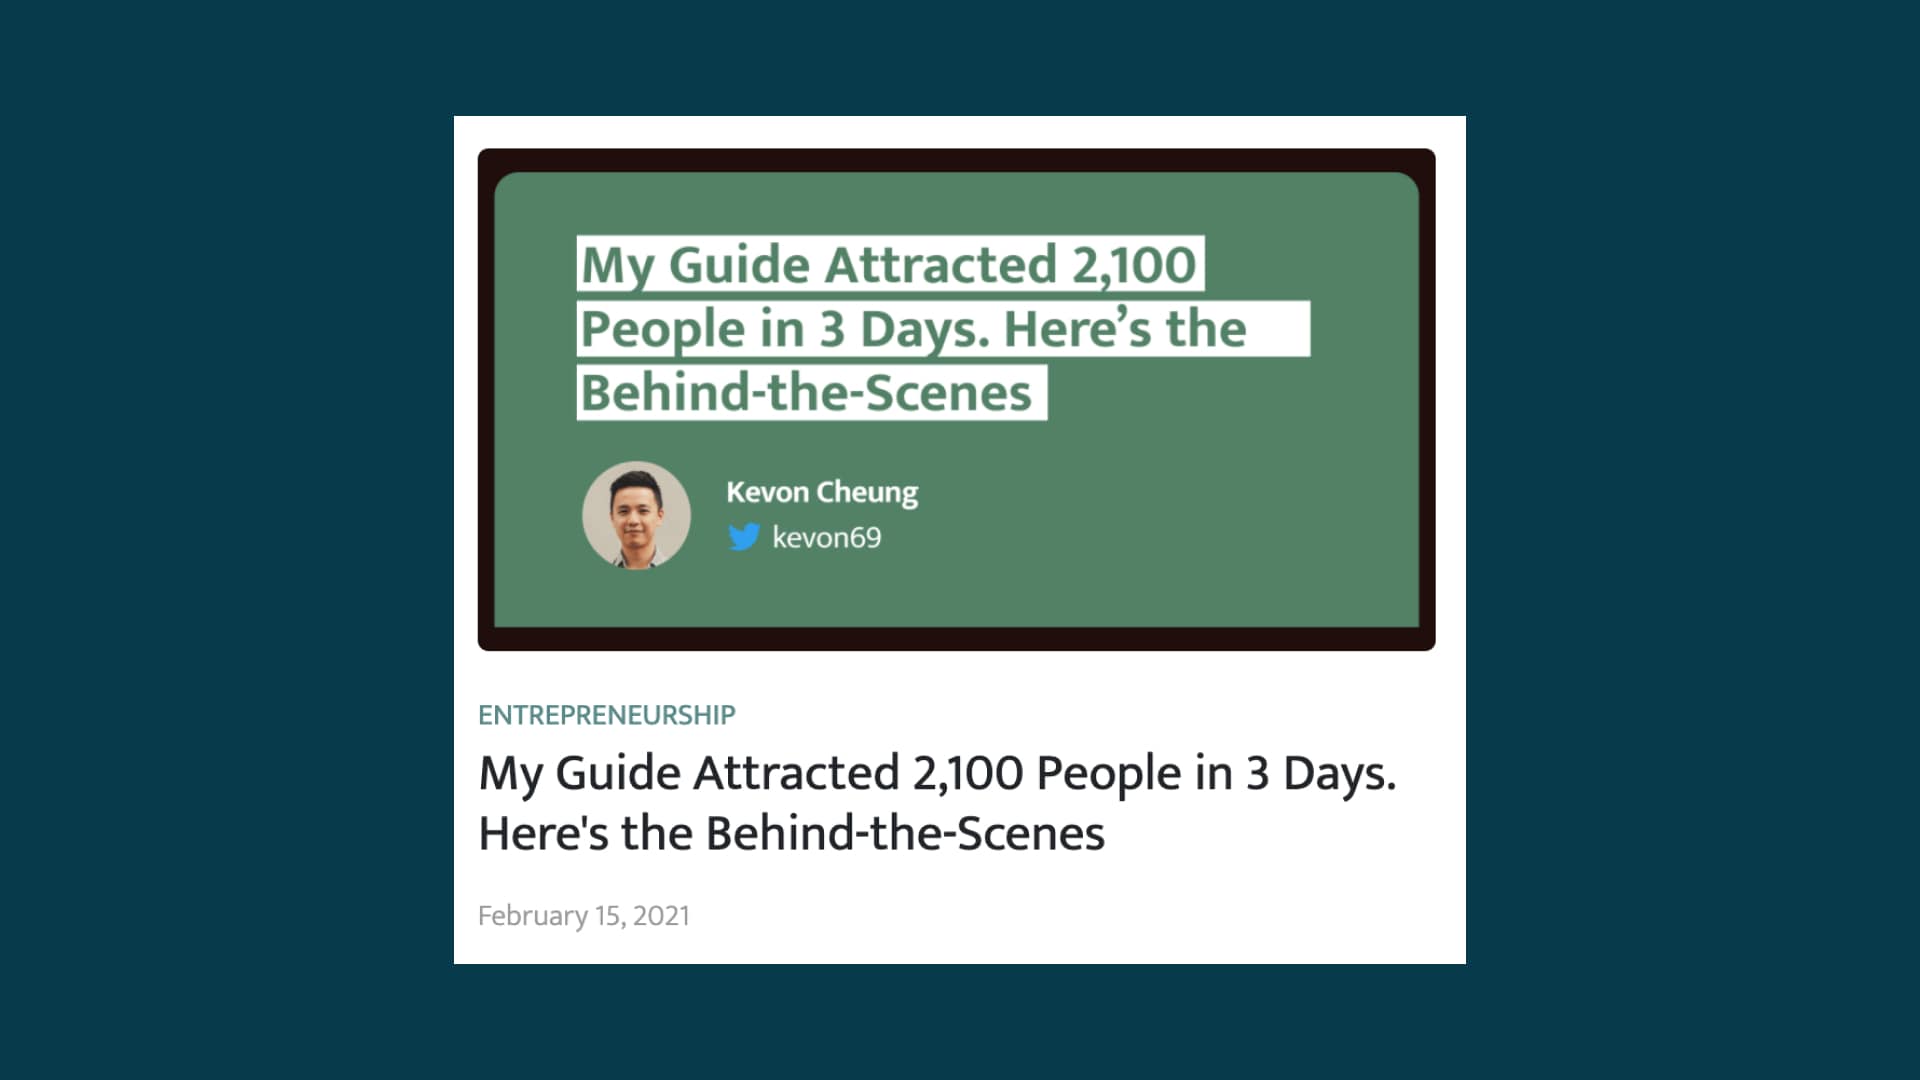 My Guide Attracted 2,100
People in 3 Days. Here’s the
Behind-the-Scenes
Kevon Cheung
kevon69
ENTREPRENEURSHIP
My Guide Attracted 2,100 People in 3 Days.
Here's the Behind-the-Scenes
February 15, 2021